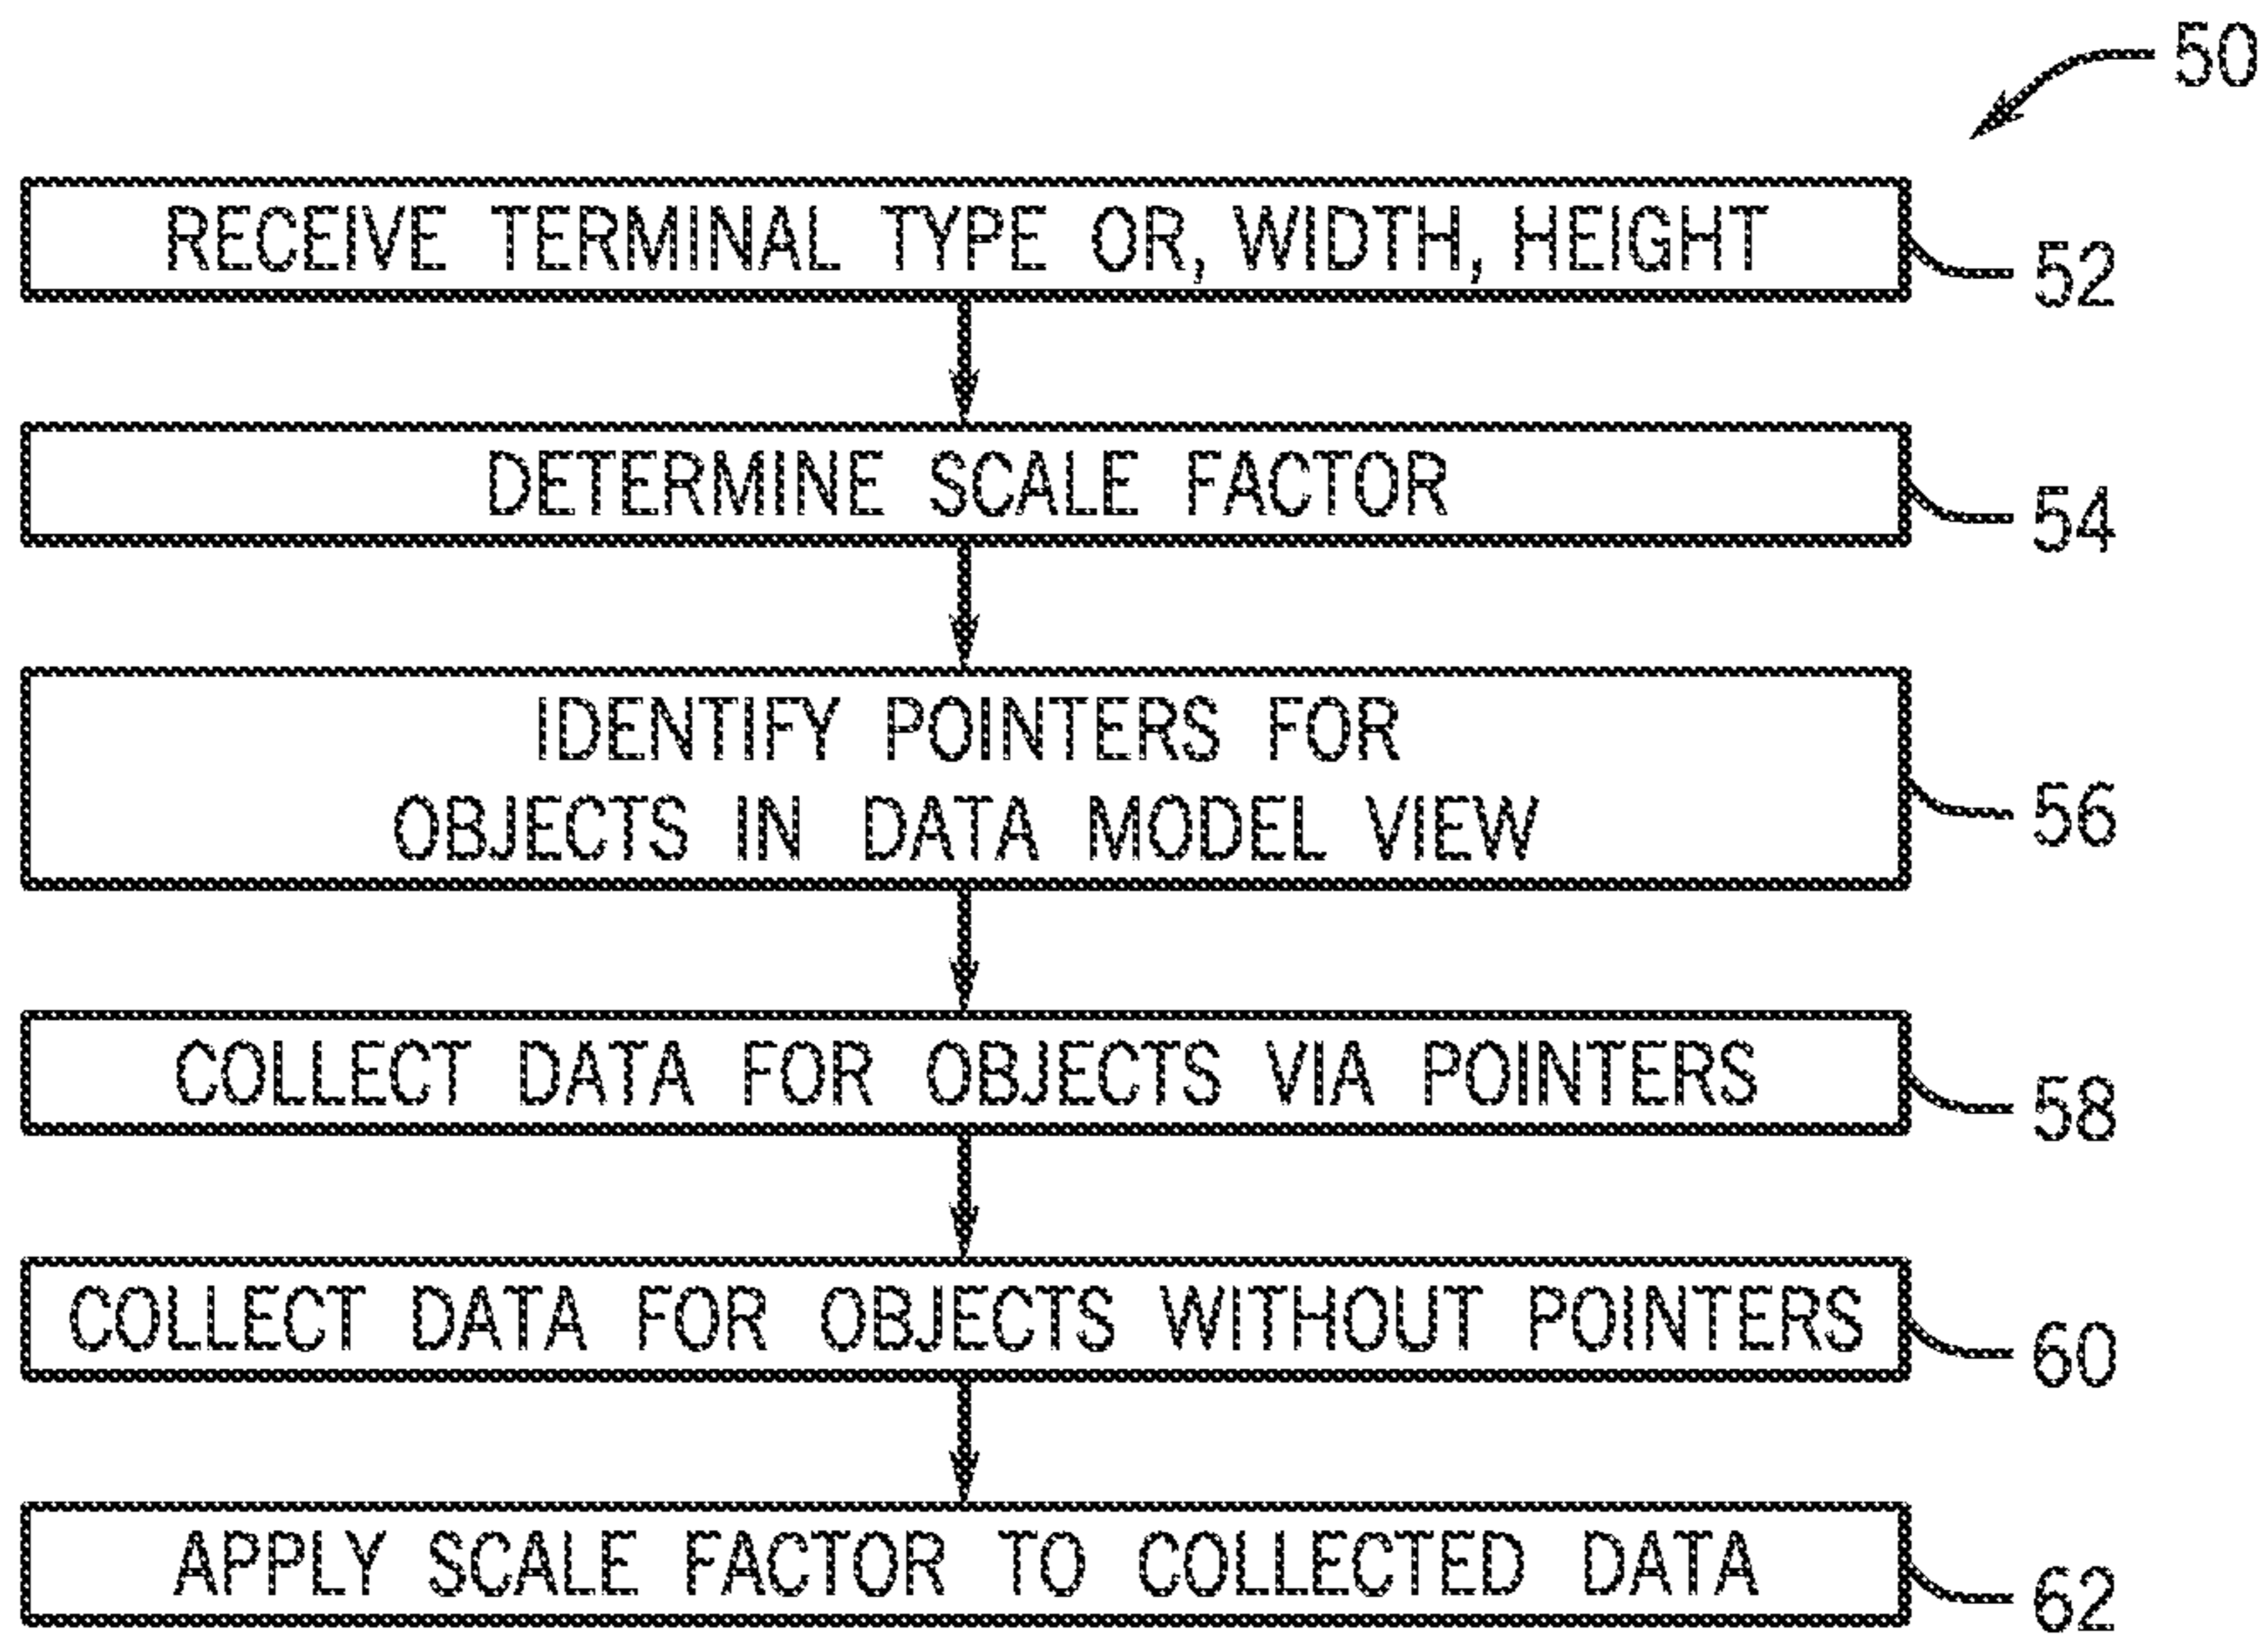 50
RECEIVE TERMINAL TYPE OR, WIDTH, HEIGHT
52
DETERMINE SCALE FACTOR
54
IDENTIFY POINTERS FOR
OBJECTS IN DATA MODEL VIEW
56
COLLECT DATA FOR OBJECTS VIA POINTERS
58
COLLECT DATA FOR OBJECTS WITHOUT POINTERS
60
APPLY SCALE FACTOR TO COLLECTED DATA
62